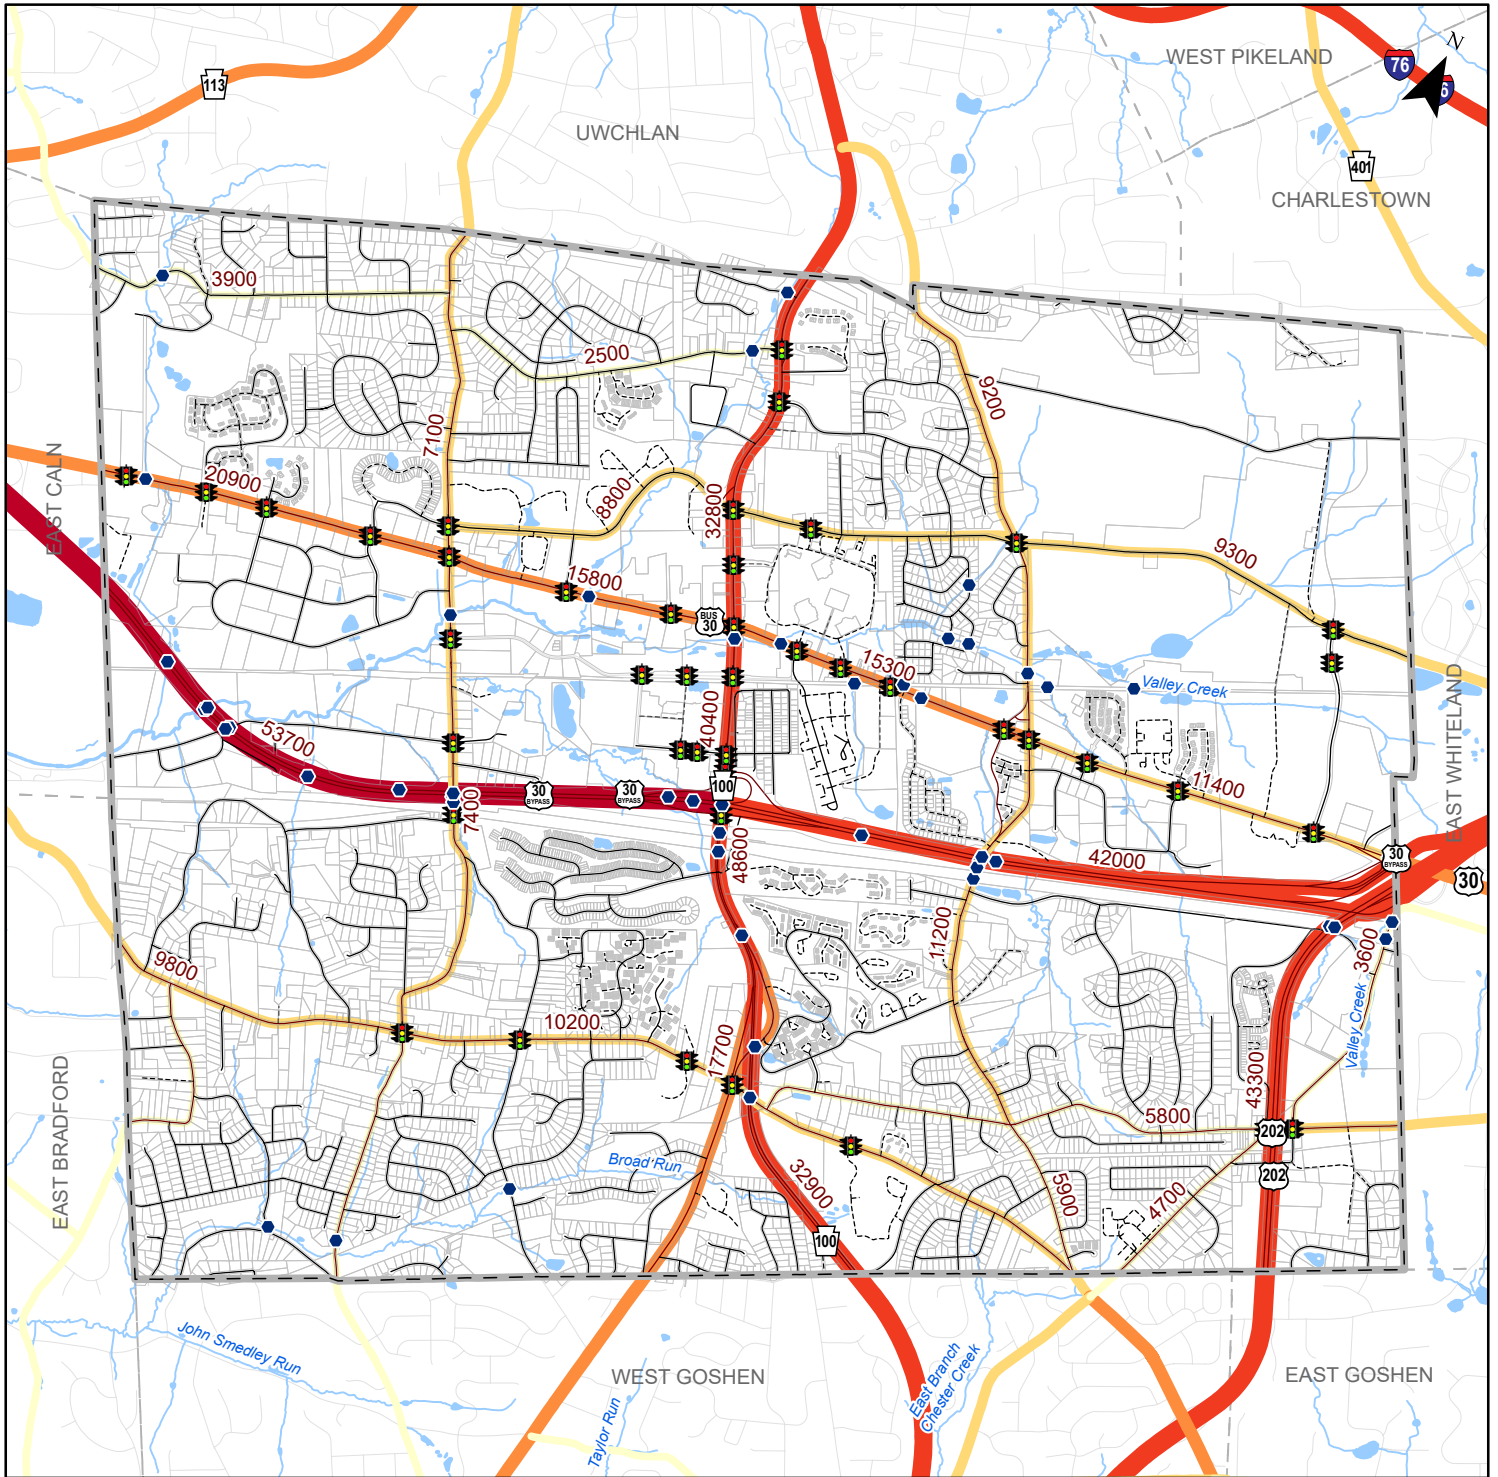 N
WEST PIKELAND
76
6
113
UWCHLAN
401
CHARLESTOWN
3900
2500
9200
7100
EAST CALN
20900
8800
32800
9300
15800
BUS
30
15300
Valley Creek
EAST WHITELAND
40400
53700
11400
30
BYPASS
30
BYPASS
100
7400
48600
42000
30
BYPASS
30
11200
3600
9800
10200
Valley Creek
17700
43300
EAST BRADFORD
5800
202
Broad Run
202
32900
5900
4700
100
John Smedley Run
WEST GOSHEN
East Branch
Chester Creek
EAST GOSHEN
Taylor Run